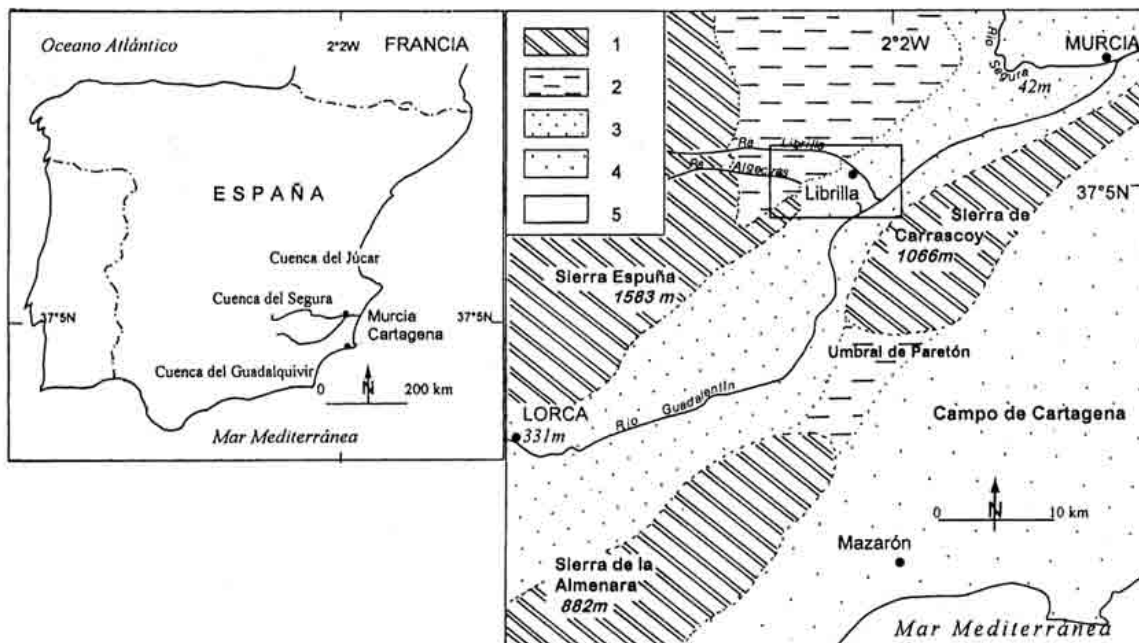 Oceano Atlántico
2°2W
FRANCIA
ESPAÑA
Cuenca del Júcar
Cuenca del Segura
37°5N
Murcia
37°5N
Cartagena
Cuenca del Guadalquivir
0 N 200 km
Mar Mediterránea
1
2
3
4
5
2°2W
Río Segura
MURCIA
42m
Ra Librilla
Ra Algeciras
Librilla
37°5N
Sierra de
Carrascoy
1066m
Sierra Espuña
1583 m
Umbral de Paretón
Río Guadalentín
LORCA
331m
Campo de Cartagena
0 N 10 km
Mazarón
Sierra de la
Almenara
882m
Mar Mediterránea